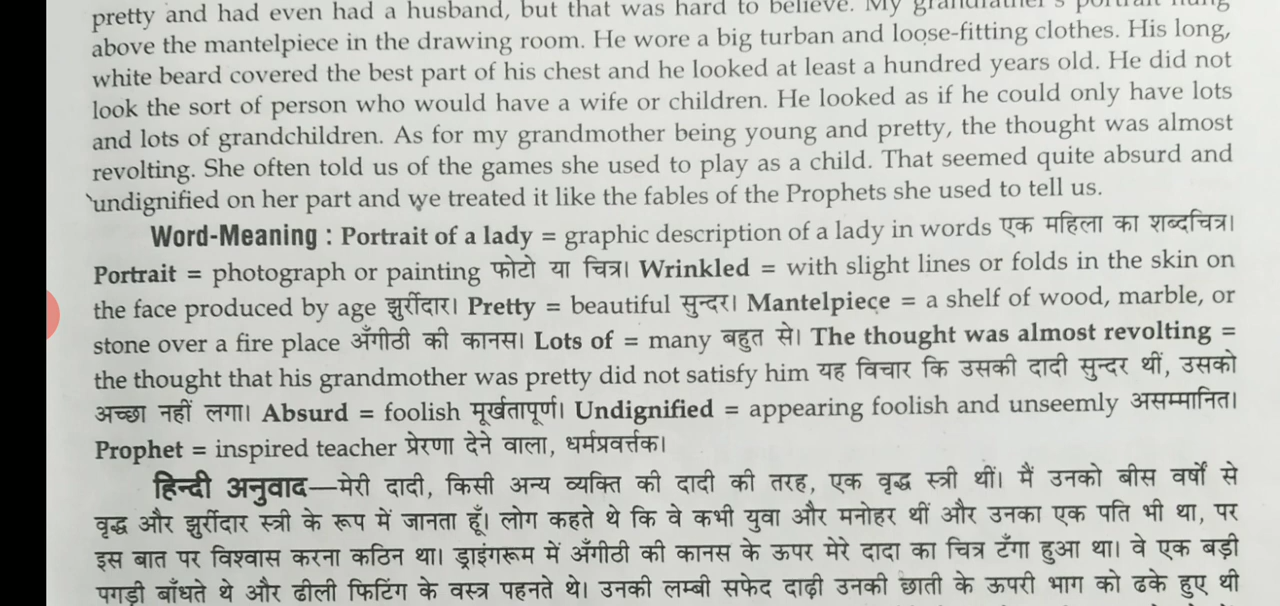 pretty and had even had a husband, but that was hard to believe. My grandfather's portrait hung
above the mantelpiece in the drawing room. He wore a big turban and loose-fitting clothes. His long,
white beard covered the best part of his chest and he looked at least a hundred years old. He did not
look the sort of person who would have a wife or children. He looked as if he could only have lots
and lots of grandchildren. As for my grandmother being young and pretty, the thought was almost
revolting. She often told us of the games she used to play as a child. That seemed quite absurd and
undignified on her part and we treated it like the fables of the Prophets she used to tell us.
Word-Meaning : Portrait of a lady = graphic description of a lady in words एक महिला का शब्दचित्र।
Portrait = photograph or painting फोटो या चित्र। Wrinkled = with slight lines or folds in the skin on
the face produced by age झुर्रीदार। Pretty = beautiful सुन्दर। Mantelpiece = a shelf of wood, marble, or
stone over a fire place अँगीठी की कानस। Lots of = many बहुत से। The thought was almost revolting =
the thought that his grandmother was pretty did not satisfy him यह विचार कि उसकी दादी सुन्दर थीं, उसको
अच्छा नहीं लगा। Absurd = foolish मूर्खतापूर्ण। Undignified = appearing foolish and unseemly असम्मानित।
Prophet = inspired teacher प्रेरणा देने वाला, धर्मप्रवर्त्तक।
हिन्दी अनुवाद—मेरी दादी, किसी अन्य व्यक्ति की दादी की तरह, एक वृद्ध स्त्री थीं। मैं उनको बीस वर्षों से
वृद्ध और झुर्रीदार स्त्री के रूप में जानता हूँ। लोग कहते थे कि वे कभी युवा और मनोहर थीं और उनका एक पति भी था, पर
इस बात पर विश्वास करना कठिन था। ड्राइंगरूम में अँगीठी की कानस के ऊपर मेरे दादा का चित्र टँगा हुआ था। वे एक बड़ी
पगड़ी बाँधते थे और ढीली फिटिंग के वस्त्र पहनते थे। उनकी लम्बी सफेद दाढ़ी उनकी छाती के ऊपरी भाग को ढके हुए थी